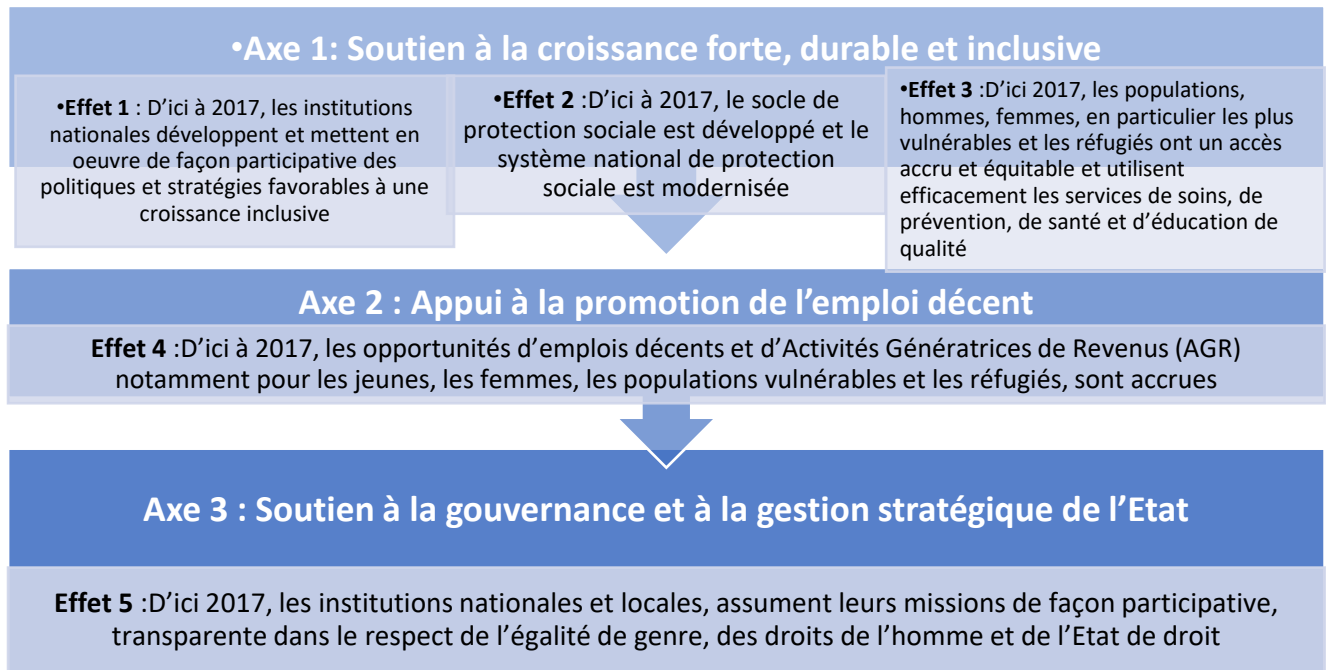 •Axe 1: Soutien à la croissance forte, durable et inclusive
•Effet 1 : D’ici à 2017, les institutions
nationales développent et mettent en
oeuvre de façon participative des
politiques et stratégies favorables à une
croissance inclusive
•Effet 2 :D’ici à 2017, le socle de
protection sociale est développé et le
système national de protection
sociale est modernisée
•Effet 3 :D’ici 2017, les populations,
hommes, femmes, en particulier les plus
vulnérables et les réfugiés ont un accès
accru et équitable et utilisent
efficacement les services de soins, de
prévention, de santé et d’éducation de
qualité
Axe 2 : Appui à la promotion de l’emploi décent
Effet 4 :D’ici à 2017, les opportunités d’emplois décents et d’Activités Génératrices de Revenus (AGR)
notamment pour les jeunes, les femmes, les populations vulnérables et les réfugiés, sont accrues
Axe 3 : Soutien à la gouvernance et à la gestion stratégique de l’Etat
Effet 5 :D’ici 2017, les institutions nationales et locales, assument leurs missions de façon participative,
transparente dans le respect de l’égalité de genre, des droits de l’homme et de l’Etat de droit